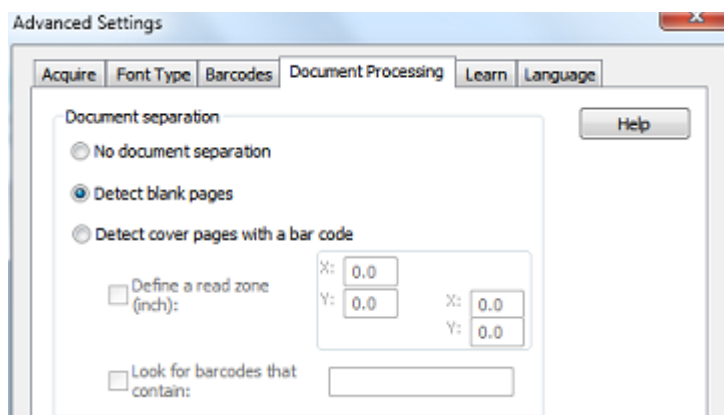 Advanced Settings
Acquire Font Type Barcodes Document Processing Learn Language
Document separation
Help
No document separation
Detect blank pages
Detect cover pages with a bar code
Define a read zone
(inch):
X: 0.0
Y: 0.0
X: 0.0
Y: 0.0
Look for barcodes that
contain: